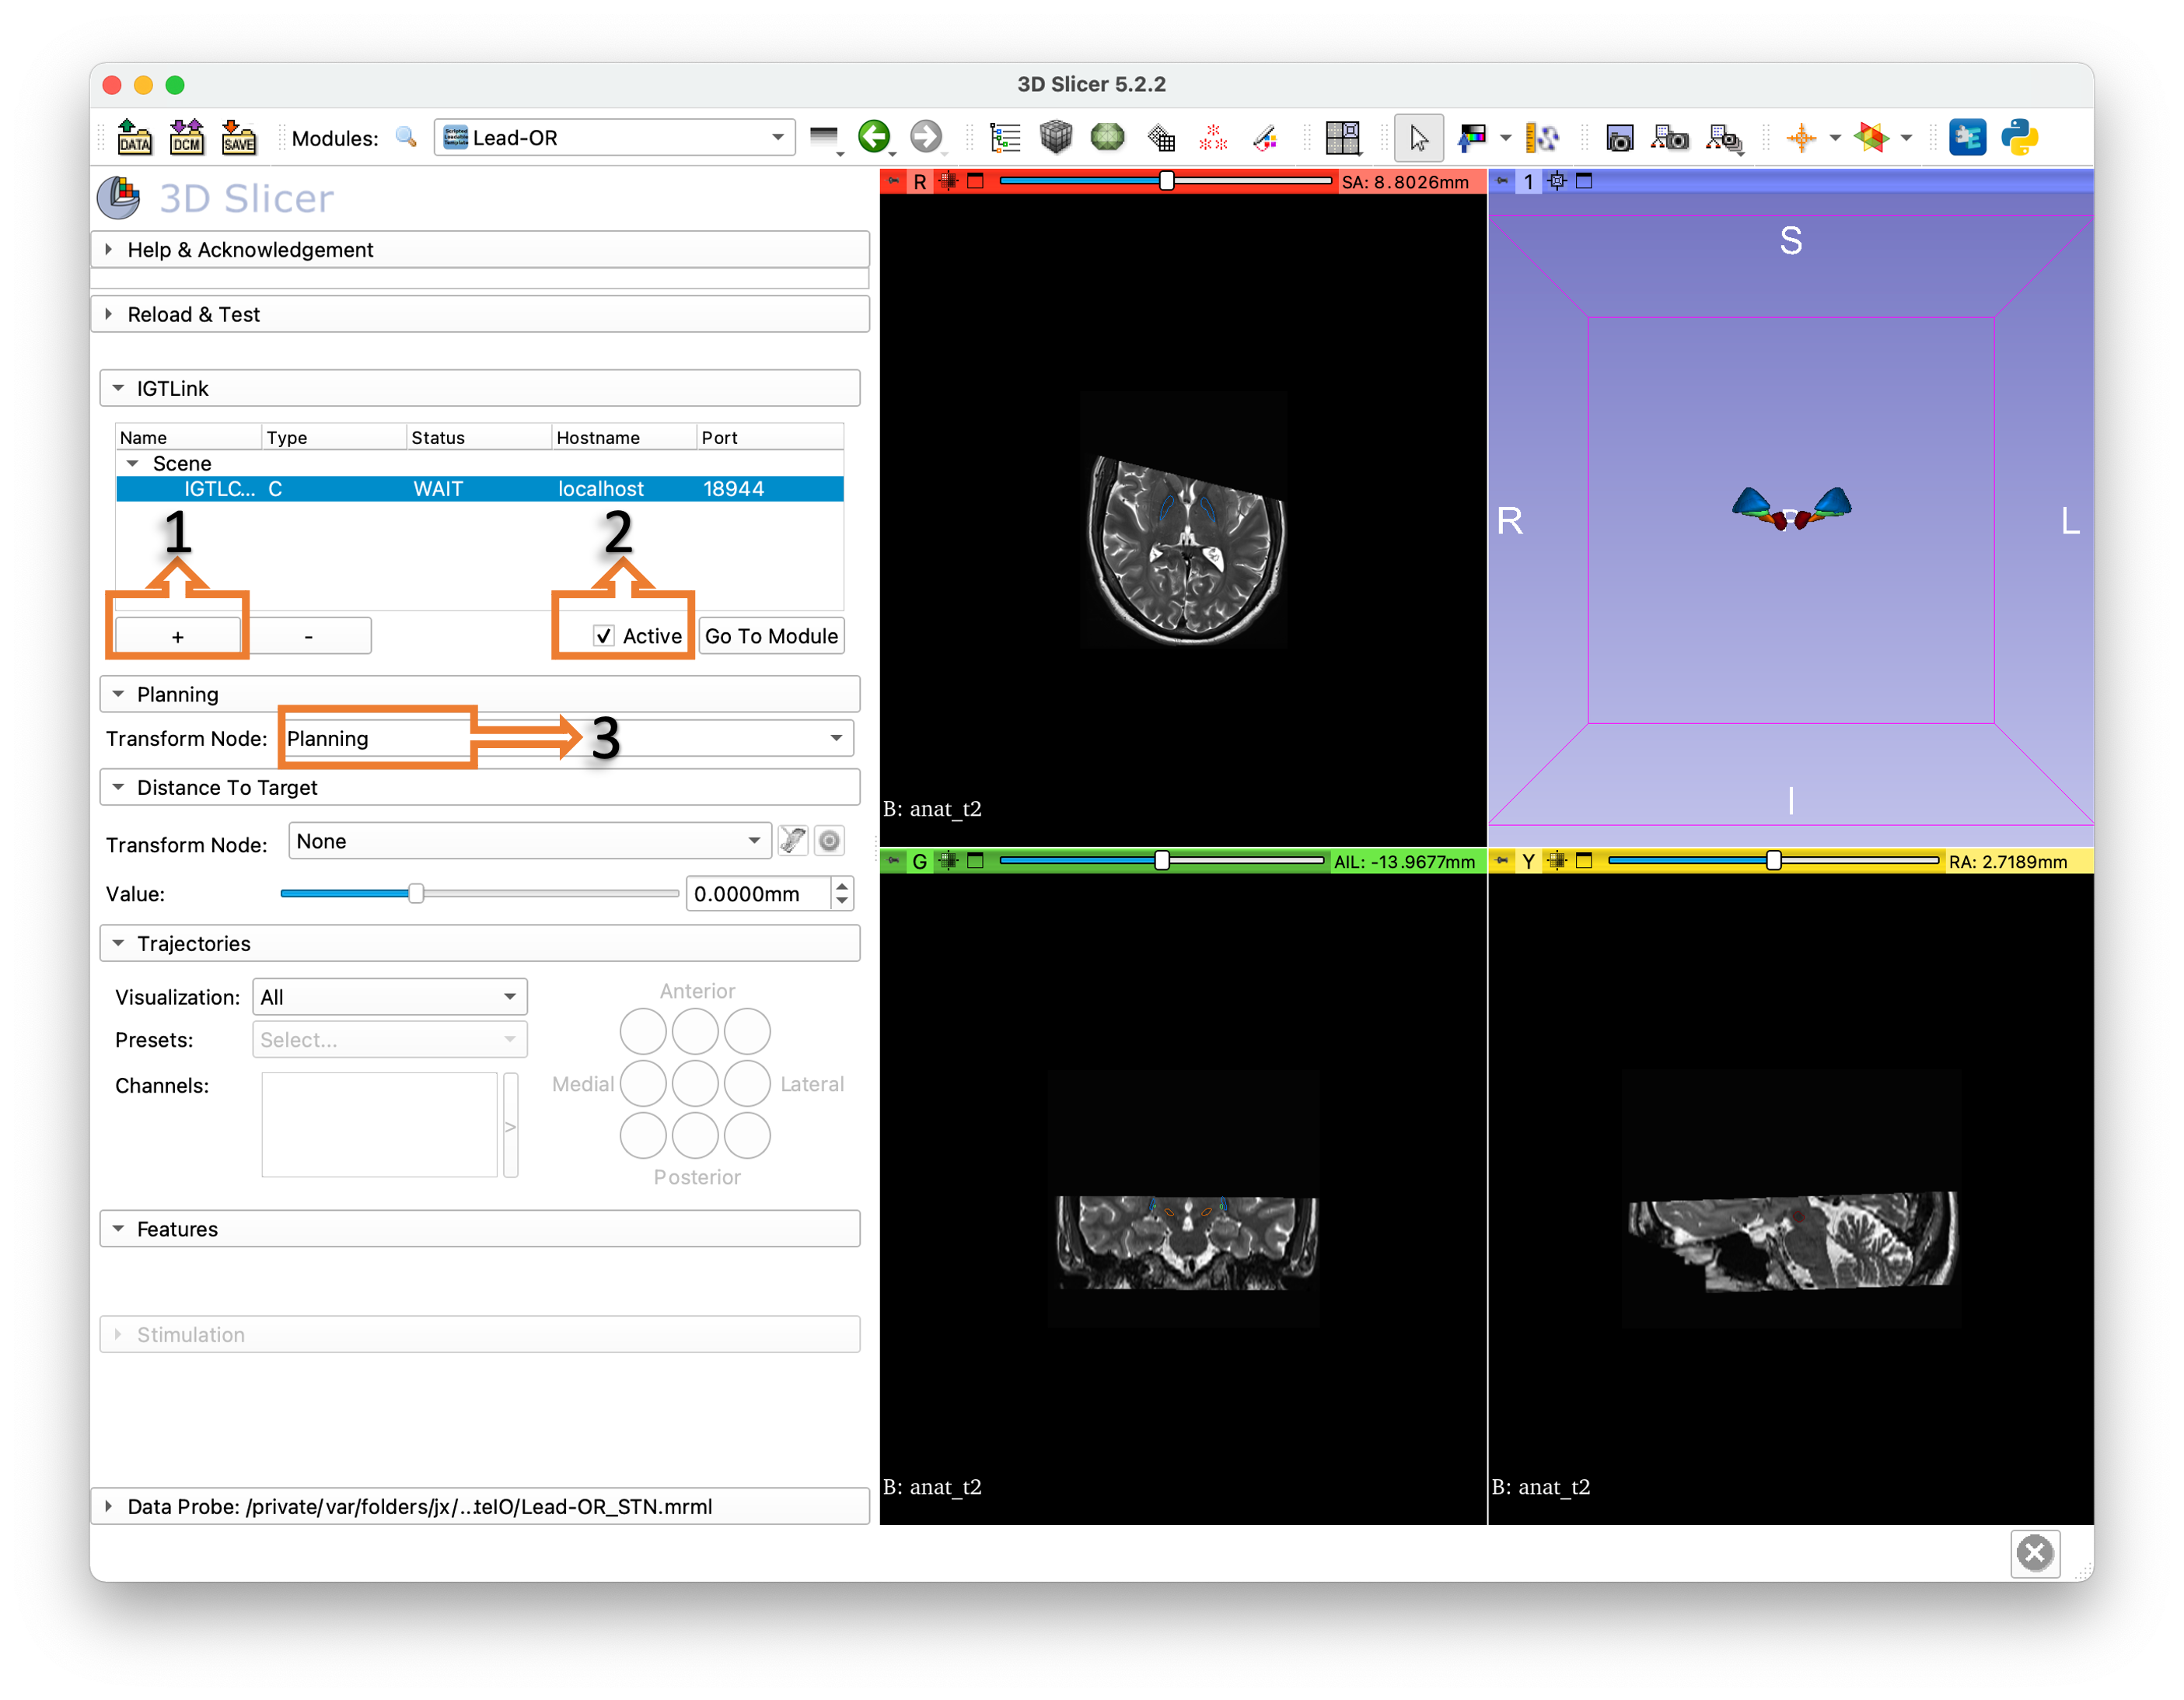 3D Slicer 5.2.2
DATA DCM SAVE Modules: Lead-OR
3D Slicer
Help & Acknowledgement
Reload & Test
IGTLink
Name Type Status Hostname Port
Scene
IGTLC... C WAIT localhost 18944
1 2
+ - Active Go To Module
Planning
Transform Node: Planning 3
Distance To Target
Transform Node: None
Value: 0.0000mm
Trajectories
Visualization: All
Presets: Select...
Channels:
>
Anterior
Medial Lateral
Posterior
Features
Stimulation
Data Probe: /private/var/folders/jx/...teIO/Lead-OR_STN.mrml
R SA: 8.8026mm
B: anat_t2
1
S
R L
I
G AIL: -13.9677mm
B: anat_t2
Y RA: 2.7189mm
B: anat_t2